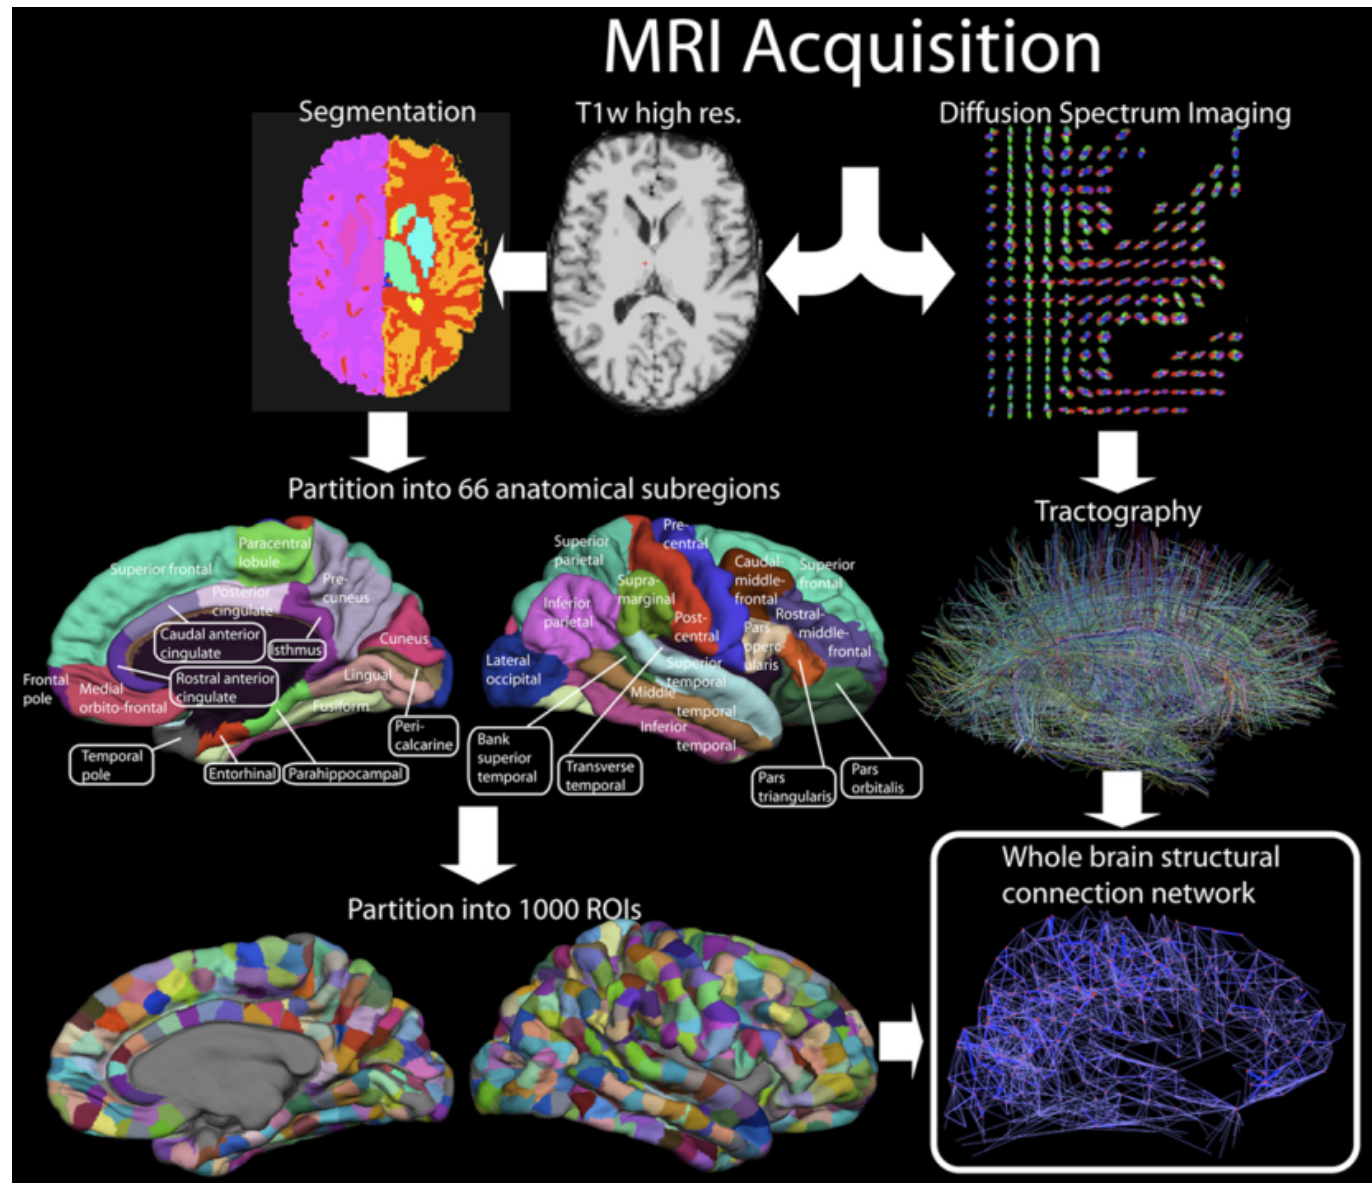 MRI Acquisition
Segmentation
T1w high res.
Diffusion Spectrum Imaging
Partition into 66 anatomical subregions
Tractography
Superior frontal
Paracentral
lobule
Posterior
cingulate
Pre-
cuneus
Caudal anterior
cingulate
Isthmus
Cuneus
Rostral anterior
cingulate
Lingual
Frontal
pole
Medial
orbito-frontal
Fusiform
Peri-
calcarine
Temporal
pole
Entorhinal
Parahippocampal
Superior
parietal
Pre-
central
Caudal-
middle-
frontal
Superior
frontal
Supra-
marginal
Inferior
parietal
Post-
central
Rostral-
middle-
frontal
Pars
operc-
ularis
Lateral
occipital
Superior
temporal
Middle
temporal
Inferior
temporal
Bank
superior
temporal
Transverse
temporal
Pars
triangularis
Pars
orbitalis
Partition into 1000 ROIs
Whole brain structural
connection network